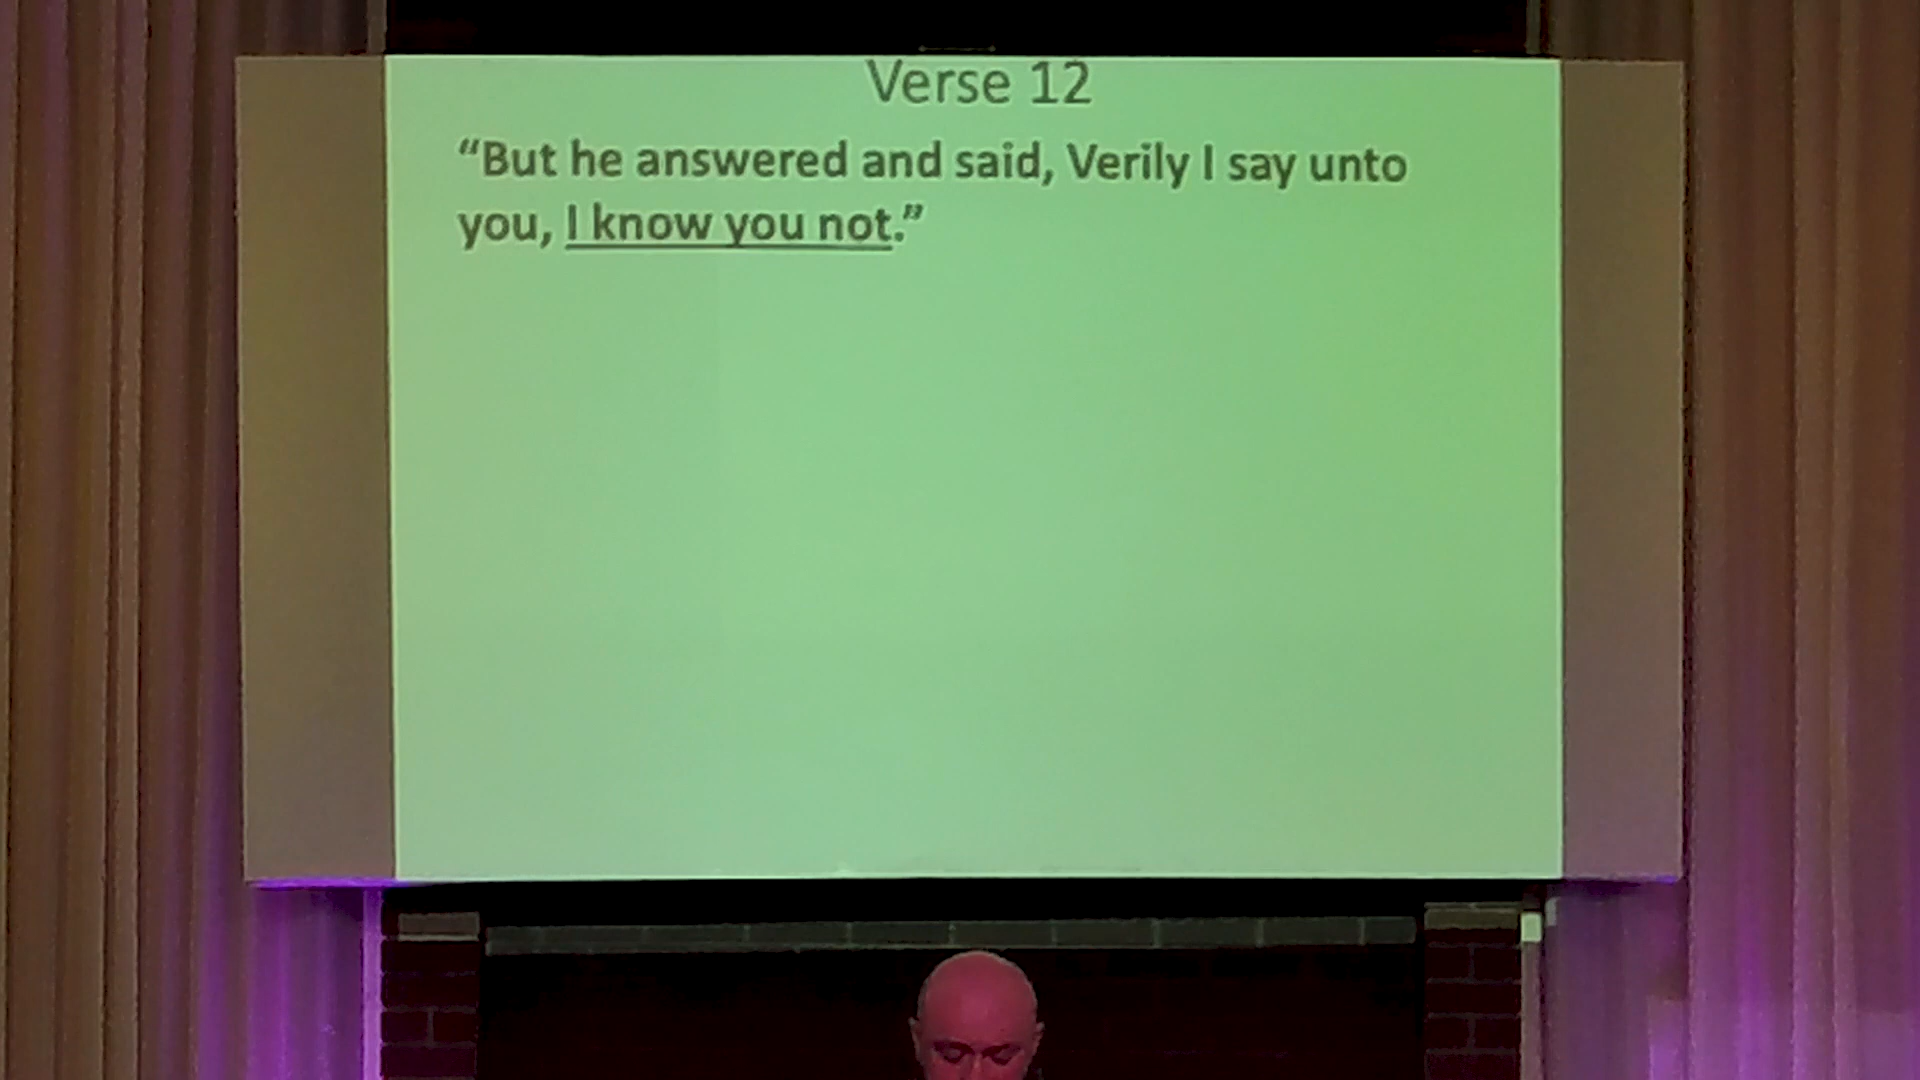 Verse 12
“But he answered and said, Verily I say unto
you, I know you not.”